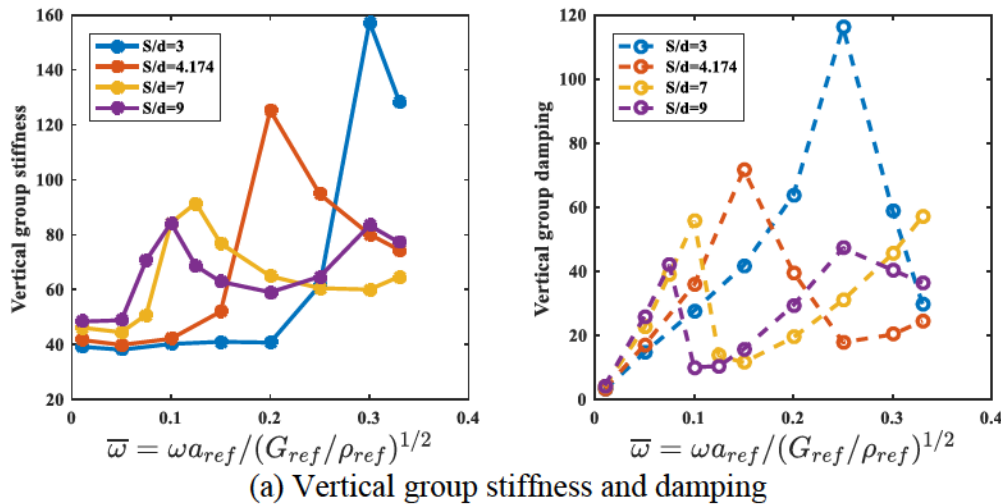 160
140
120
100
80
60
40
20
0
0.1
0.2
0.3
0.4
Vertical group stiffness
S/d=3
S/d=4.174
S/d=7
S/d=9
ω̅ = ωa_ref/(G_ref/ρ_ref)^1/2
120
100
80
60
40
20
0
0
0.1
0.2
0.3
0.4
Vertical group damping
S/d=3
S/d=4.174
S/d=7
S/d=9
ω̅ = ωa_ref/(G_ref/ρ_ref)^1/2
(a) Vertical group stiffness and damping